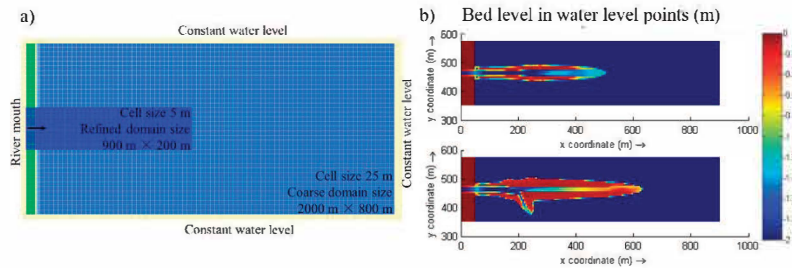 a)
Constant water level
River mouth
Cell size 5 m
Refined domain size
900 m × 200 m
Cell size 25 m
Coarse domain size
2000 m × 800 m
Constant water level
Constant water level
b)
Bed level in water level points (m)
y coordinate (m) →
600
500
400
300
0
200
400
600
800
1000
x coordinate (m) →
y coordinate (m) →
600
500
400
300
0
200
400
600
800
1000
x coordinate (m) →
0